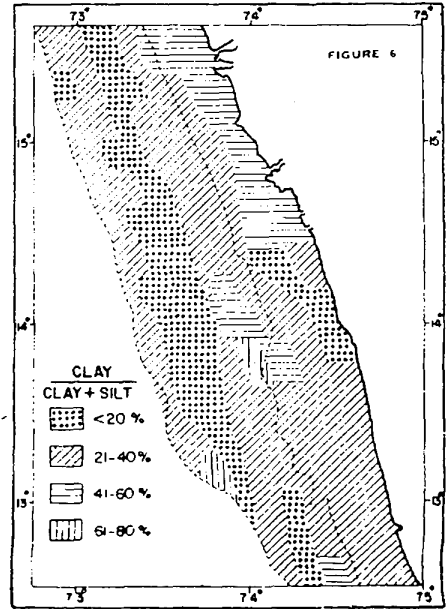 73° 74° 75°
FIGURE 6
15° 15°
14° 14°
CLAY
CLAY + SILT
<20 %
21-40%
41-60%
61-80%
13° 13°
73° 74° 75°